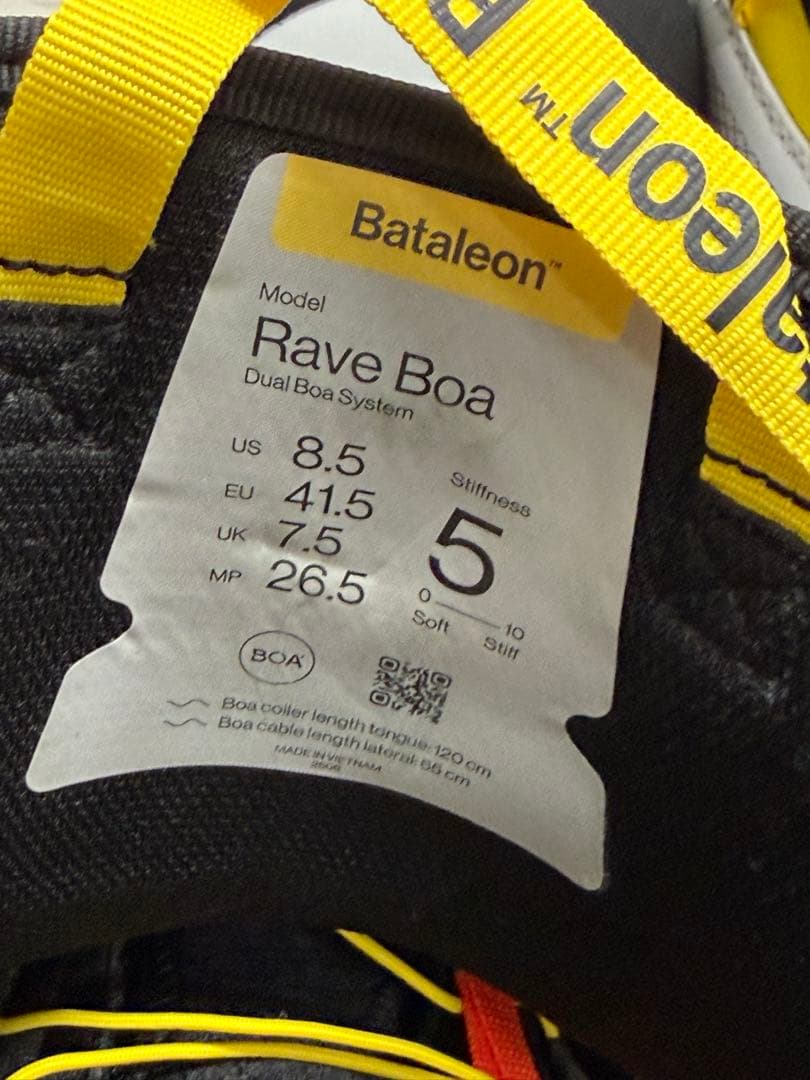 Bataleon™
Bataleon™
Model
Rave Boa
Dual Boa System
US 8.5
EU 41.5
UK 7.5
MP 26.5
Stiffness
5
0 10
Soft Stiff
BOA
Boa coiler length tongue: 120 cm
Boa cable length lateral: 66 cm
MADE IN VIETNAM